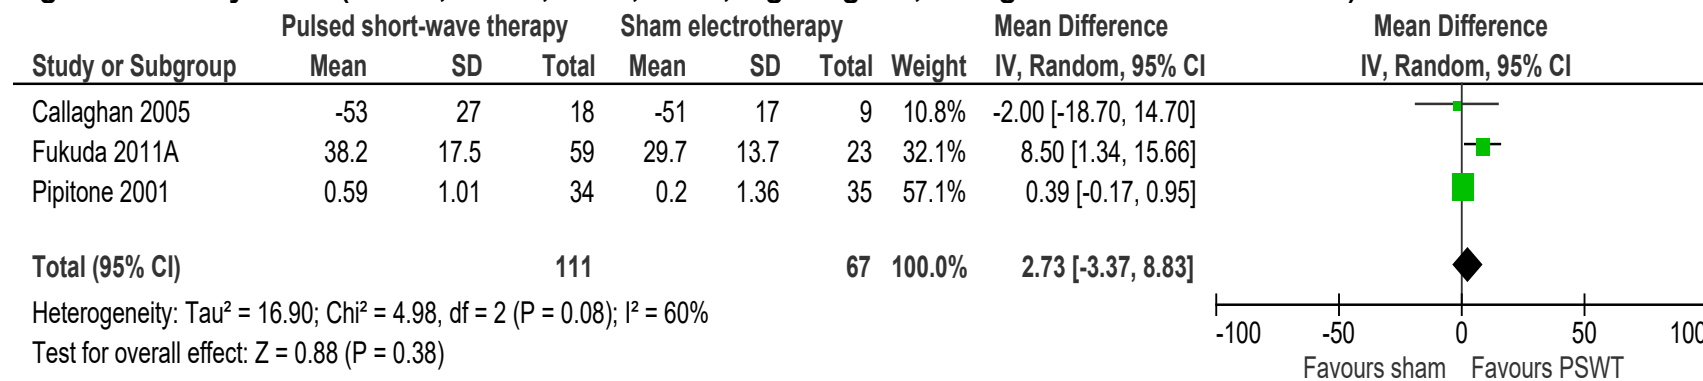 Pulsed short-wave therapy Sham electrotherapy Mean Difference Mean Difference
Study or Subgroup Mean SD Total Mean SD Total Weight IV, Random, 95% CI IV, Random, 95% CI
Callaghan 2005 -53 27 18 -51 17 9 10.8% -2.00 [-18.70, 14.70]
Fukuda 2011A 38.2 17.5 59 29.7 13.7 23 32.1% 8.50 [1.34, 15.66]
Pipitone 2001 0.59 1.01 34 0.2 1.36 35 57.1% 0.39 [-0.17, 0.95]
Total (95% CI) 111 67 100.0% 2.73 [-3.37, 8.83]
Heterogeneity: Tau² = 16.90; Chi² = 4.98, df = 2 (P = 0.08); I² = 60%
Test for overall effect: Z = 0.88 (P = 0.38)
-100 -50 0 50 100
Favours sham Favours PSWT